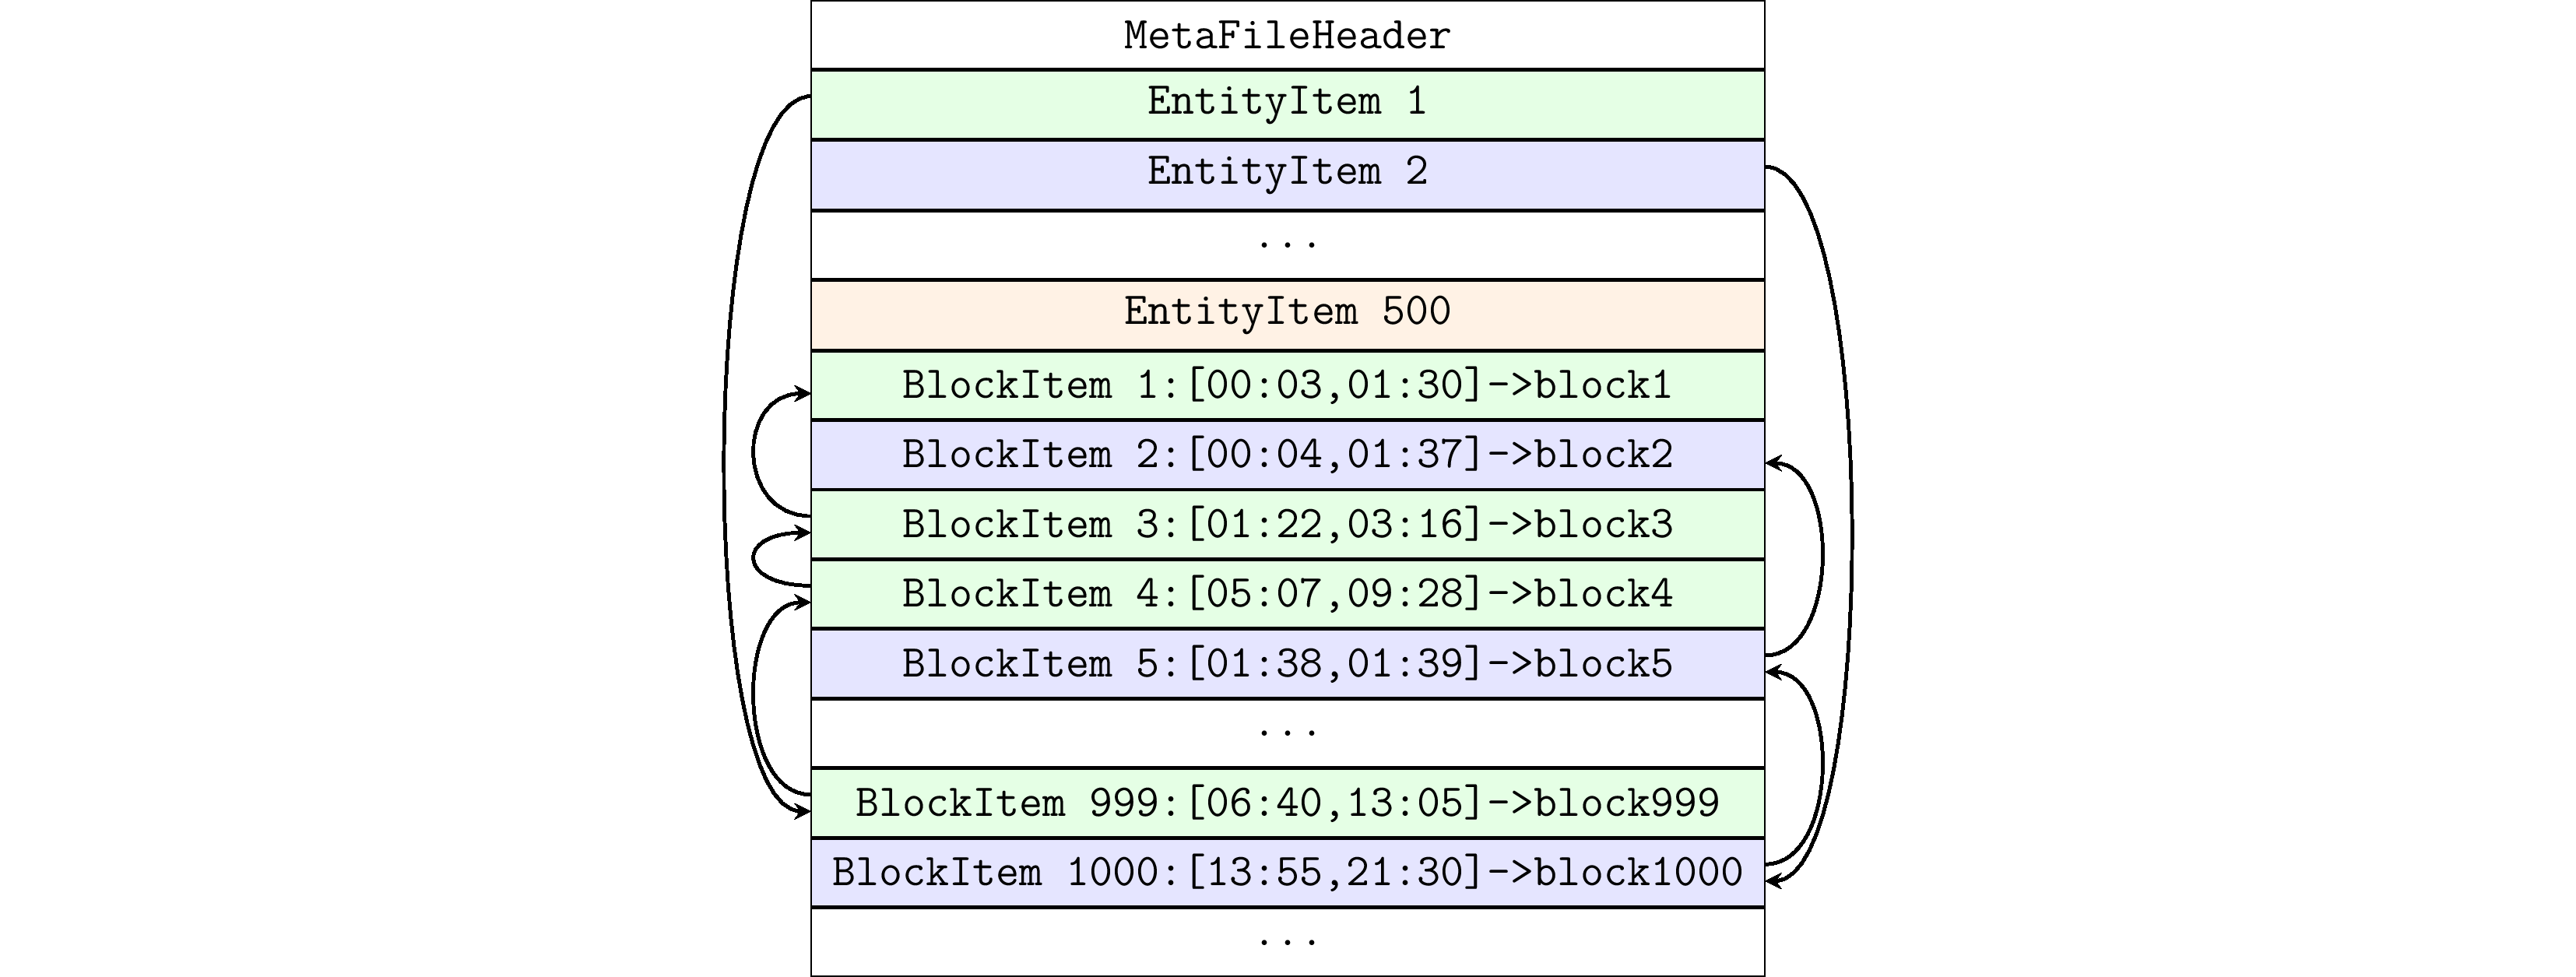 MetaFileHeader
EntityItem 1
EntityItem 2
...
EntityItem 500
BlockItem 1:[00:03,01:30]->block1
BlockItem 2:[00:04,01:37]->block2
BlockItem 3:[01:22,03:16]->block3
BlockItem 4:[05:07,09:28]->block4
BlockItem 5:[01:38,01:39]->block5
...
BlockItem 999:[06:40,13:05]->block999
BlockItem 1000:[13:55,21:30]->block1000
...